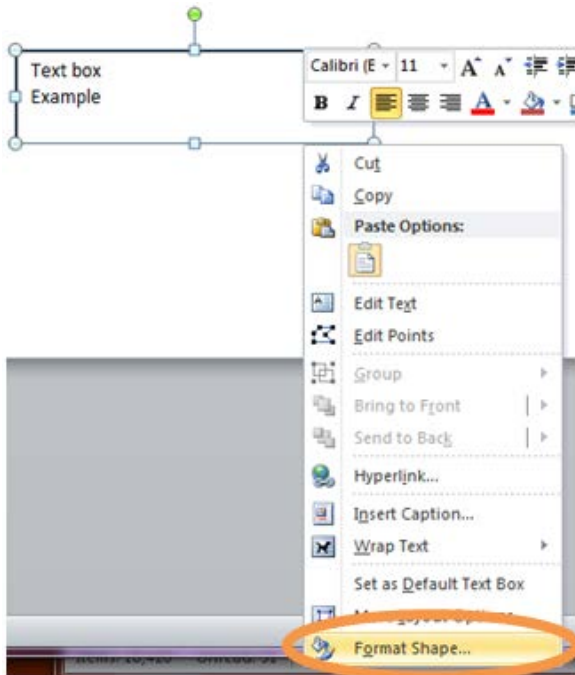 Text box
Example
Calibri (E 11 A A
B I A
Cut
Copy
Paste Options:
Edit Text
Edit Points
Group
Bring to Front
Send to Back
Hyperlink...
Insert Caption...
Wrap Text
Set as Default Text Box
Format Shape...